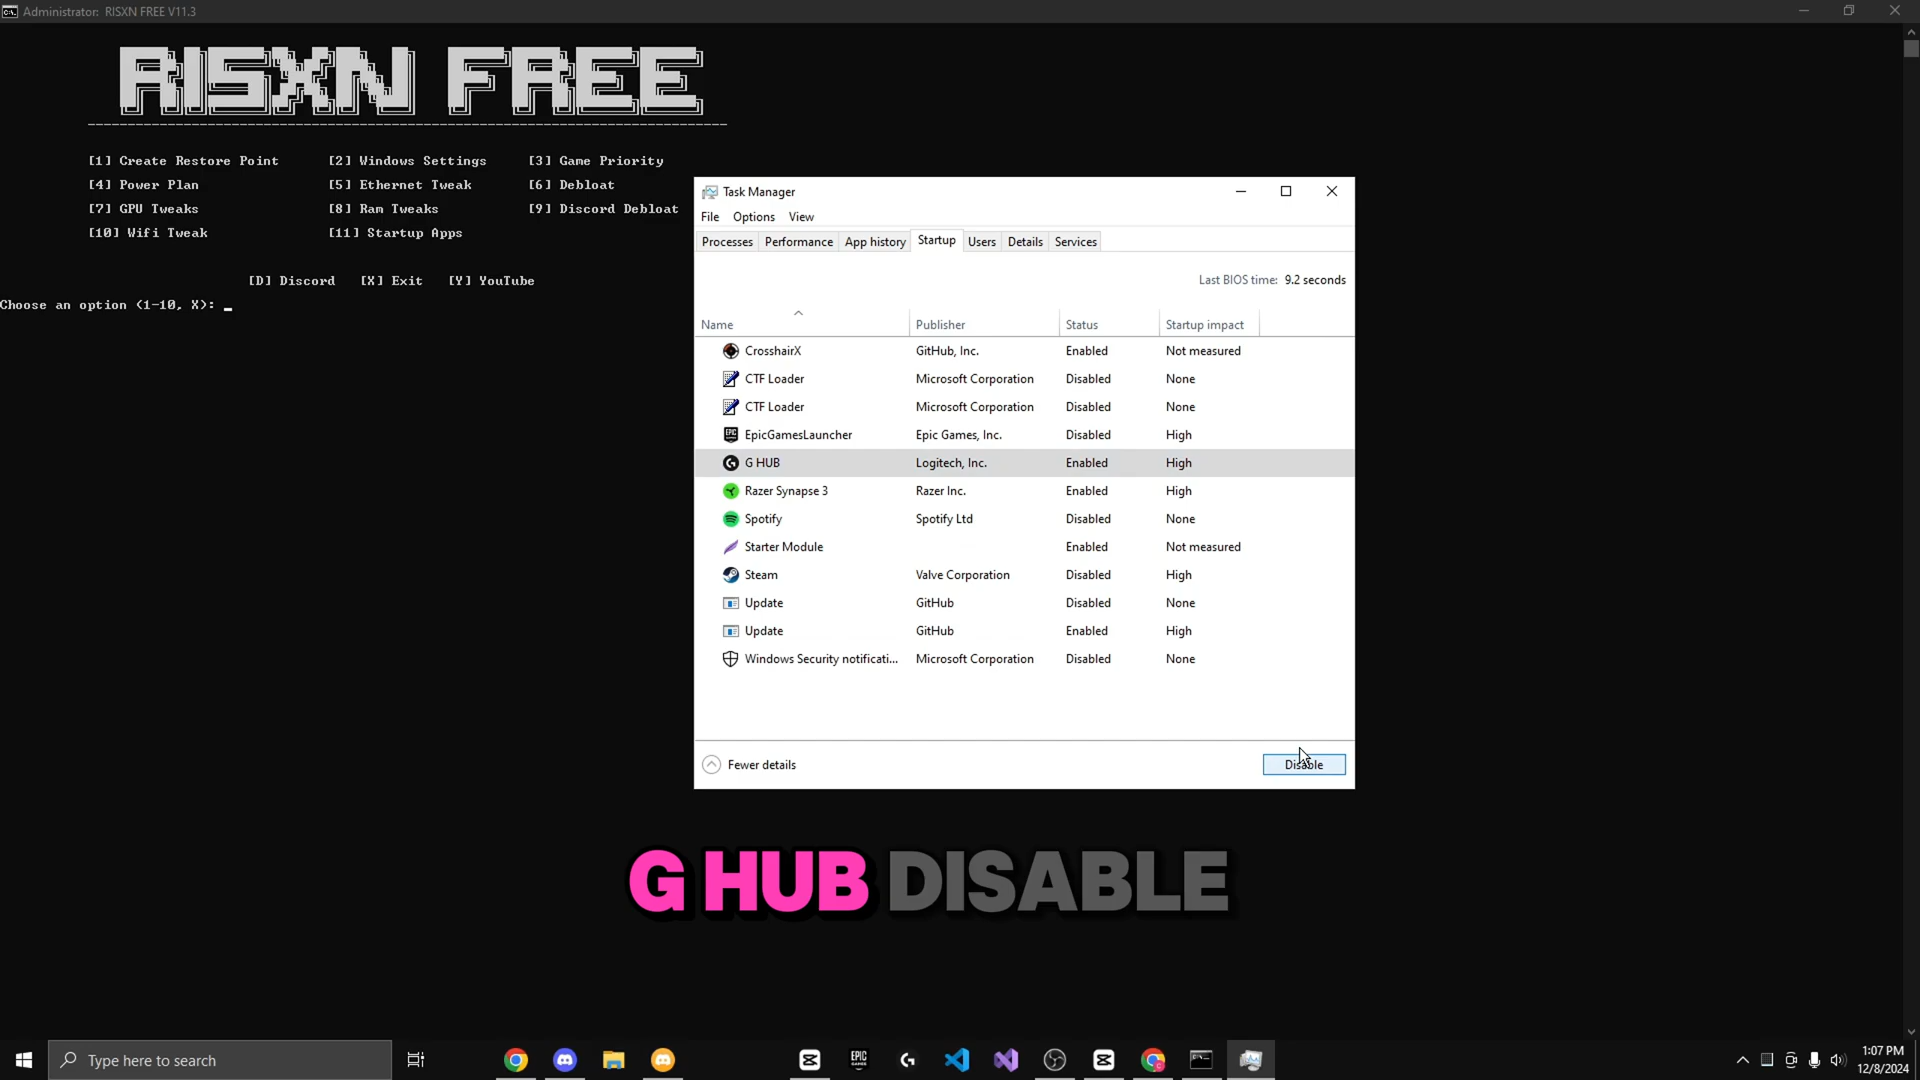 Administrator: RISXN FREE V11.3
RISXN FREE
[1] Create Restore Point [2] Windows Settings [3] Game Priority
[4] Power Plan [5] Ethernet Tweak [6] Debloat
[7] GPU Tweaks [8] Ram Tweaks [9] Discord Debloat
[10] Wifi Tweak [11] Startup Apps
[D] Discord [X] Exit [Y] YouTube
Choose an option (1-10, X): _
Task Manager
File Options View
Processes Performance App history Startup Users Details Services
Last BIOS time: 9.2 seconds
Name Publisher Status Startup impact
CrosshairX GitHub, Inc. Enabled Not measured
CTF Loader Microsoft Corporation Disabled None
CTF Loader Microsoft Corporation Disabled None
EPIC EpicGamesLauncher Epic Games, Inc. Disabled High
G HUB Logitech, Inc. Enabled High
Razer Synapse 3 Razer Inc. Enabled High
Spotify Spotify Ltd Disabled None
Starter Module Enabled Not measured
Steam Valve Corporation Disabled High
Update GitHub Disabled None
Update GitHub Enabled High
Windows Security notificati... Microsoft Corporation Disabled None
Fewer details Disable
G HUB DISABLE
Type here to search
EPIC GAMES
1:07 PM
12/8/2024